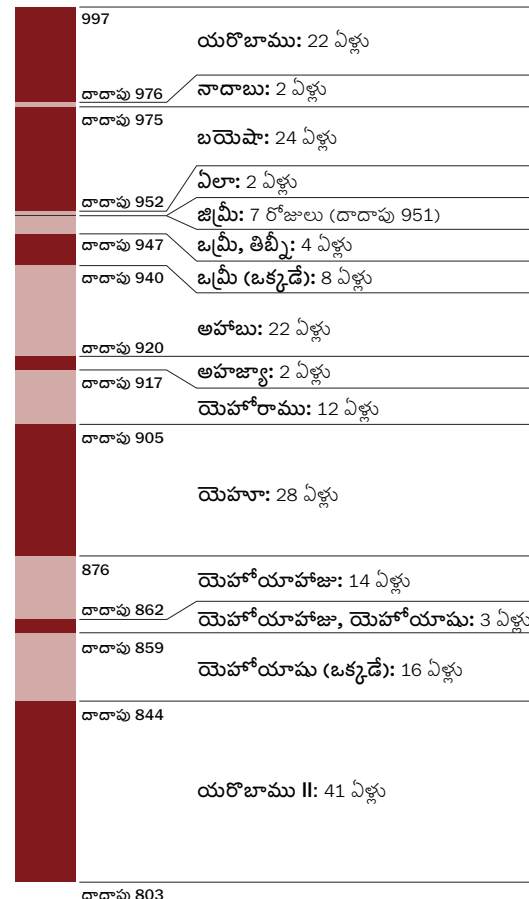 997
యరొబాము: 22 ఏళ్లు
దాదాపు 976
నాదాబు: 2 ఏళ్లు
దాదాపు 975
బయెషా: 24 ఏళ్లు
ఏలా: 2 ఏళ్లు
దాదాపు 952
జిమ్రీ: 7 రోజులు (దాదాపు 951)
దాదాపు 947
ఒమ్రీ, తిబ్నీ: 4 ఏళ్లు
దాదాపు 940
ఒమ్రీ (ఒక్కడే): 8 ఏళ్లు
అహాబు: 22 ఏళ్లు
దాదాపు 920
అహజ్యా: 2 ఏళ్లు
దాదాపు 917
యెహోరాము: 12 ఏళ్లు
దాదాపు 905
యెహూ: 28 ఏళ్లు
876
యెహోయాహాజు: 14 ఏళ్లు
దాదాపు 862
యెహోయాహాజు, యెహోయాషు: 3 ఏళ్లు
దాదాపు 859
యెహోయాషు (ఒక్కడే): 16 ఏళ్లు
దాదాపు 844
యరొబాము II: 41 ఏళ్లు
దాదాపు 803